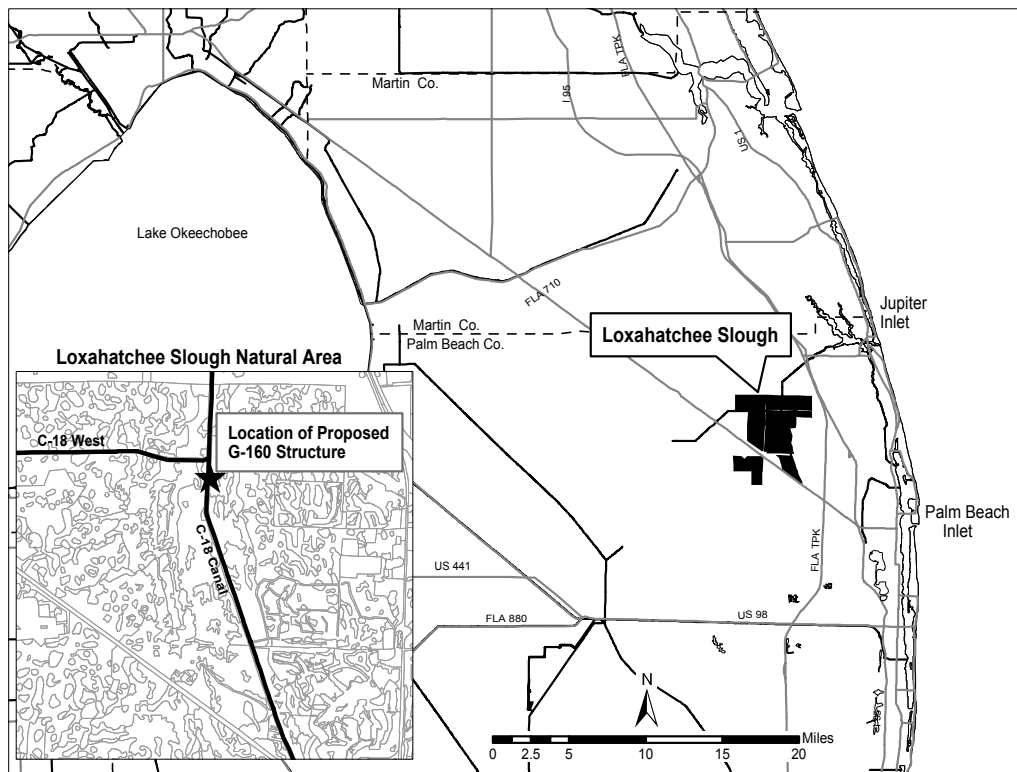 FLA TPK
Martin Co.
I 95
US 1
Lake Okeechobee
FLA 710
Jupiter
Inlet
Martin Co.
Palm Beach Co.
Loxahatchee
Slough
Loxahatchee Slough Natural Area
Location of Proposed
G-160 Structure
C-18 West
C-18 Canal
Palm Beach
Inlet
FLA TPK
US 441
FLA 880
US 98
N
Miles
0 2.5 5 10 15 20